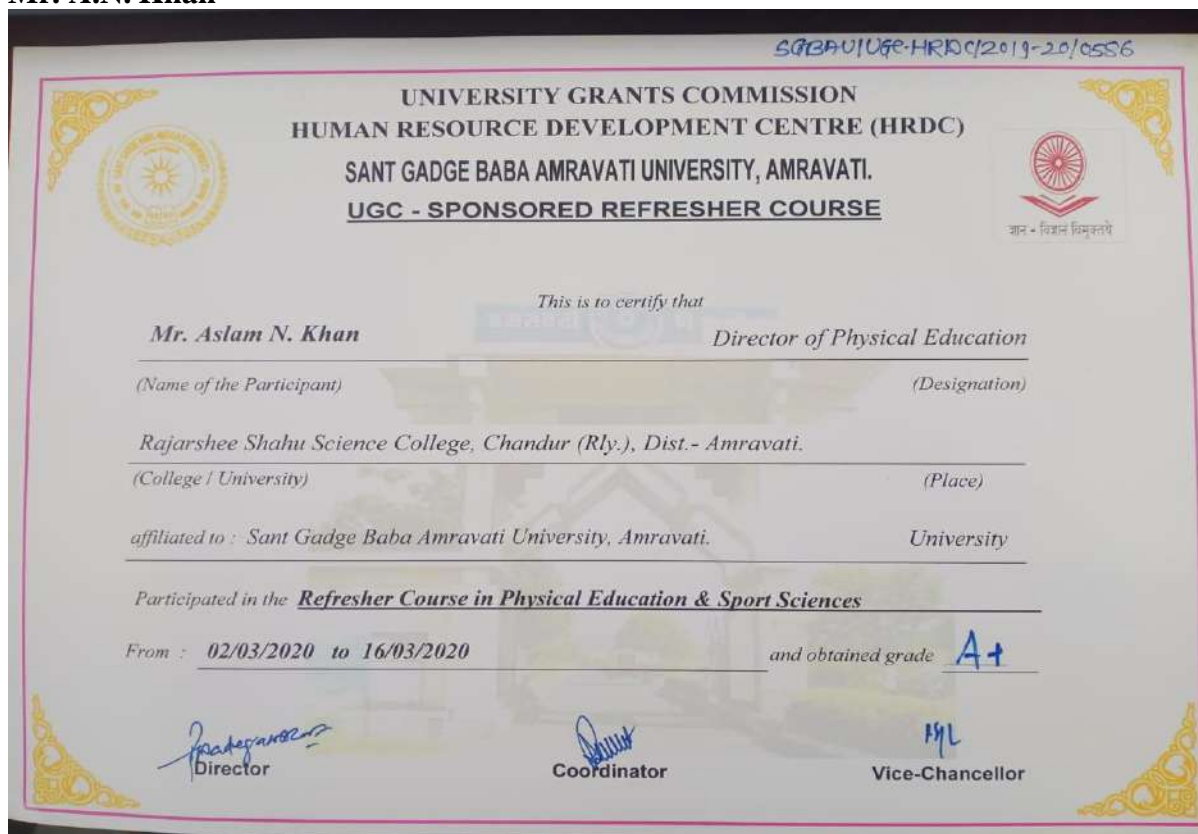 Mr. A.N. Khan
SGBAU/UGC-HRDC/2019-20/0556
UNIVERSITY GRANTS COMMISSION
HUMAN RESOURCE DEVELOPMENT CENTRE (HRDC)
SANT GADGE BABA AMRAVATI UNIVERSITY, AMRAVATI.
UGC - SPONSORED REFRESHER COURSE
ज्ञान - विज्ञान विमुक्तये
This is to certify that
Mr. Aslam N. Khan Director of Physical Education
(Name of the Participant) (Designation)
Rajarshee Shahu Science College, Chandur (Rly.), Dist.- Amravati.
(College / University) (Place)
affiliated to : Sant Gadge Baba Amravati University, Amravati. University
Participated in the Refresher Course in Physical Education & Sport Sciences
From : 02/03/2020 to 16/03/2020 and obtained grade A+
Director Coordinator Vice-Chancellor